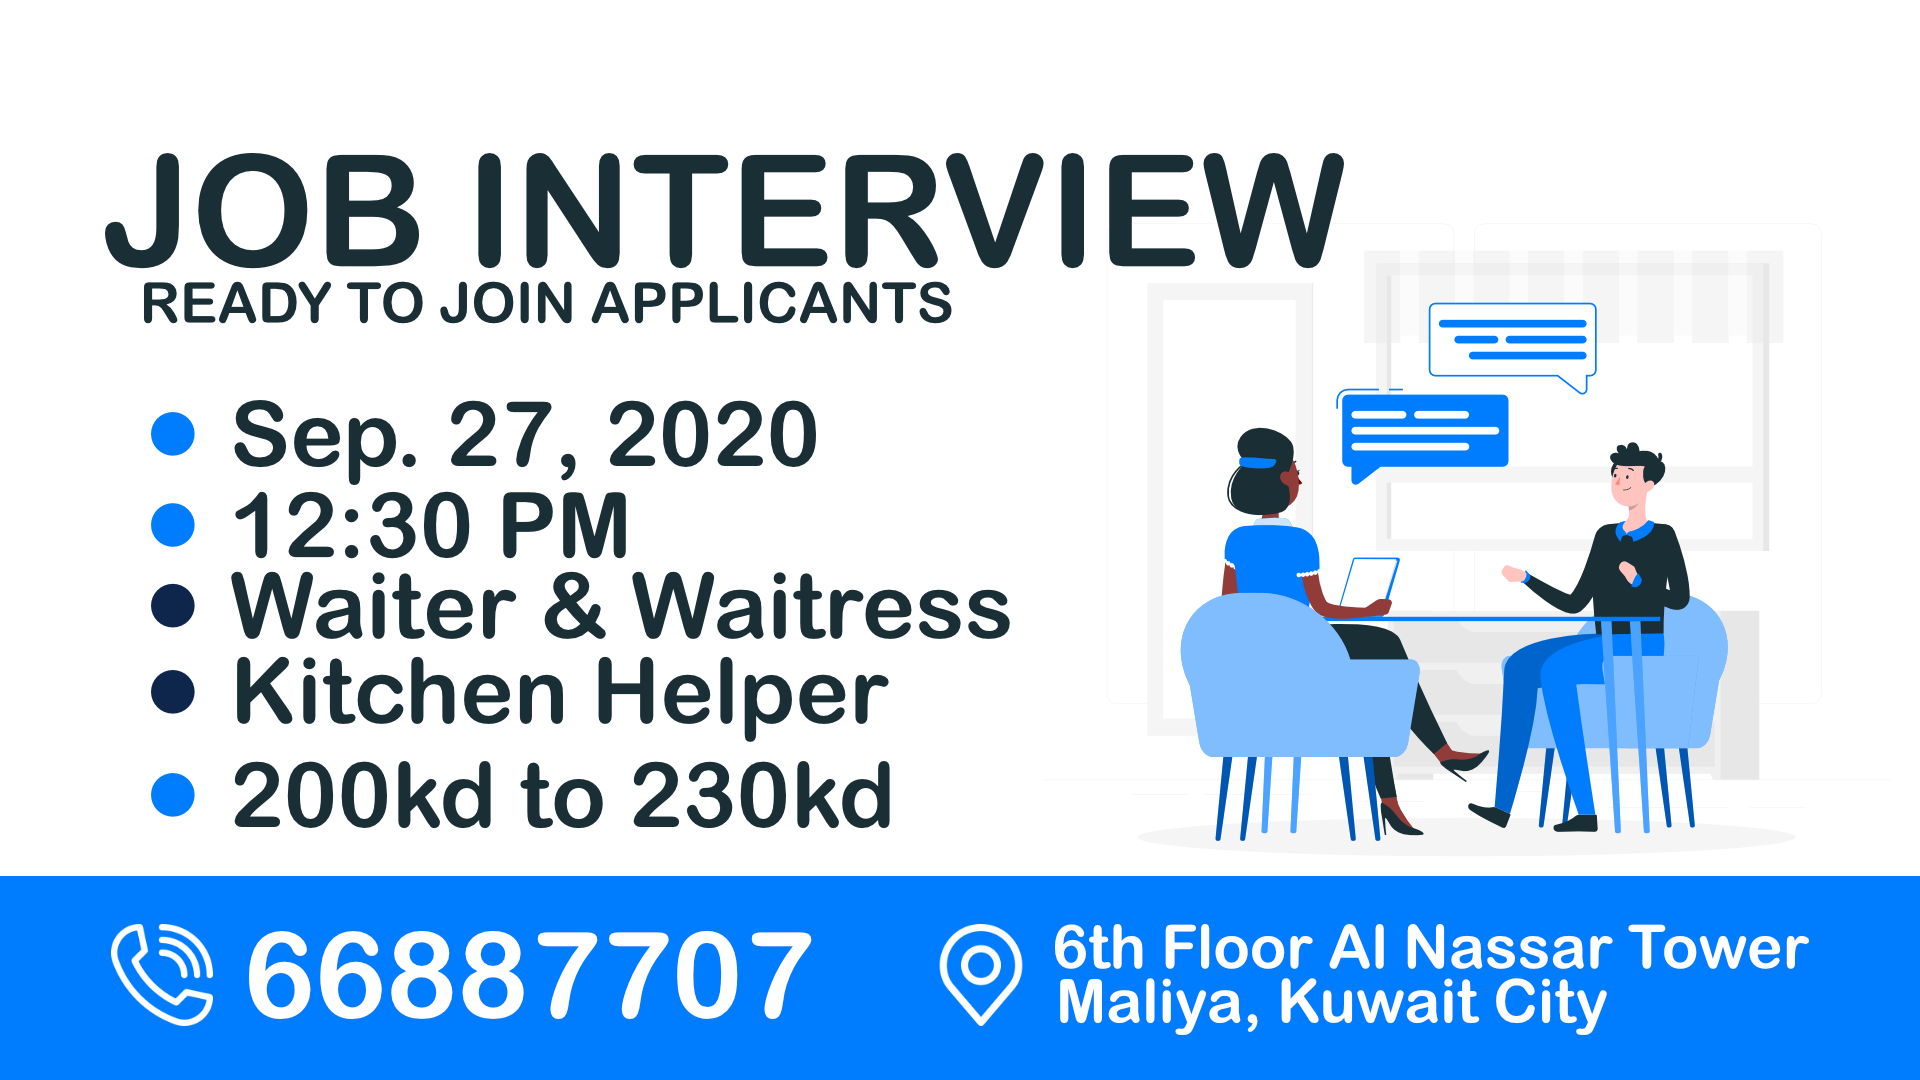 JOB INTERVIEW
READY TO JOIN APPLICANTS
Sep. 27, 2020
12:30 PM
Waiter & Waitress
Kitchen Helper
200kd to 230kd
66887707
6th Floor Al Nassar Tower
Maliya, Kuwait City